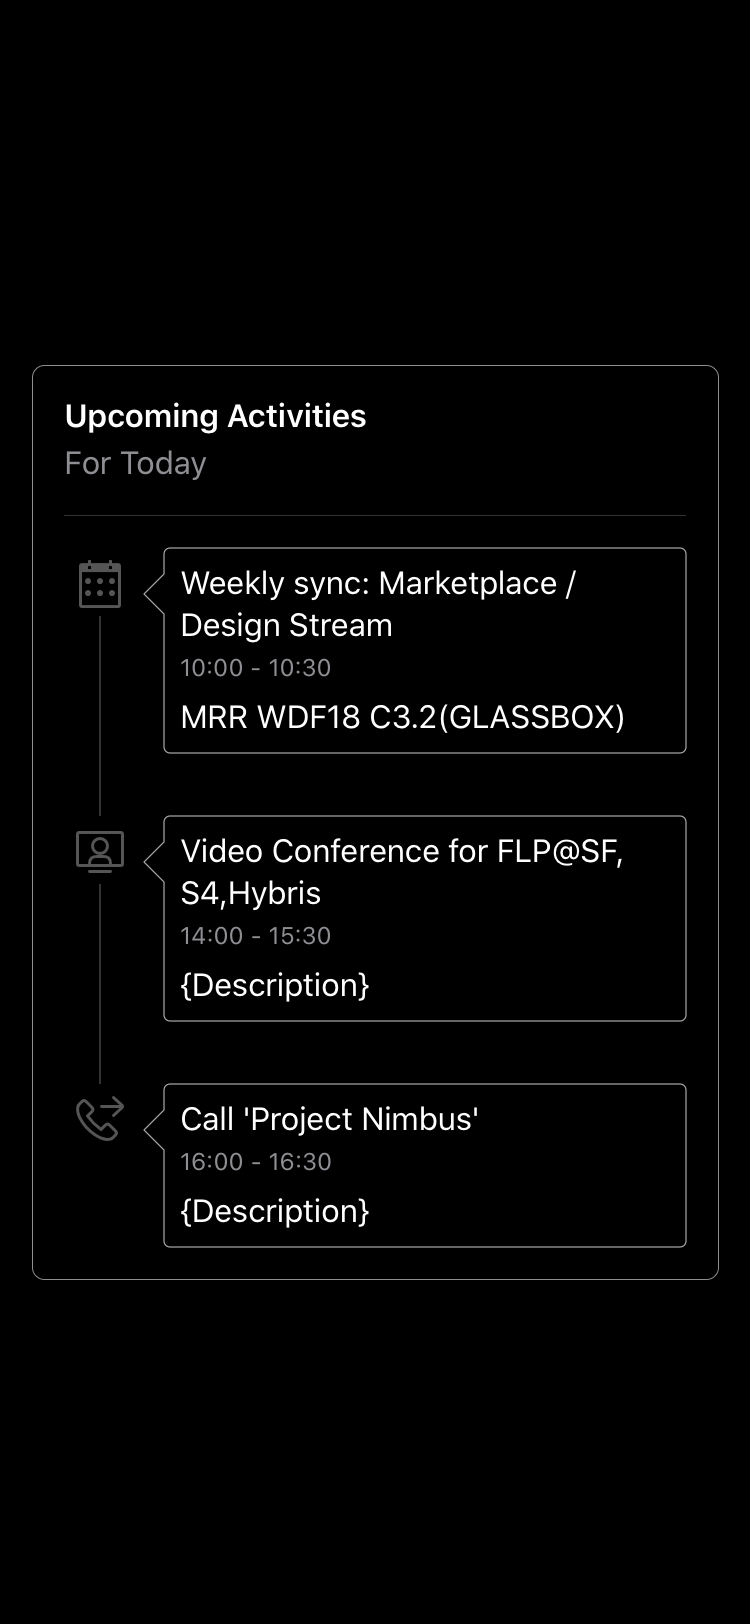 Upcoming Activities
For Today
Weekly sync: Marketplace /
Design Stream
10:00 - 10:30
MRR WDF18 C3.2(GLASSBOX)
Video Conference for FLP@SF,
S4,Hybris
14:00 - 15:30
{Description}
Call 'Project Nimbus'
16:00 - 16:30
{Description}